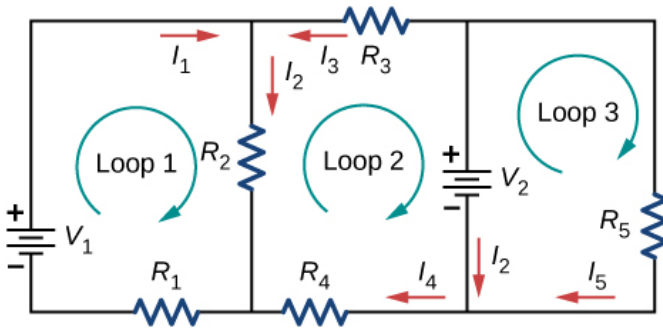 I1
I3
R3
I2
Loop 1
R2
Loop 2
Loop 3
+
V2
-
+
V1
-
R5
R1
R4
I4
I2
I5